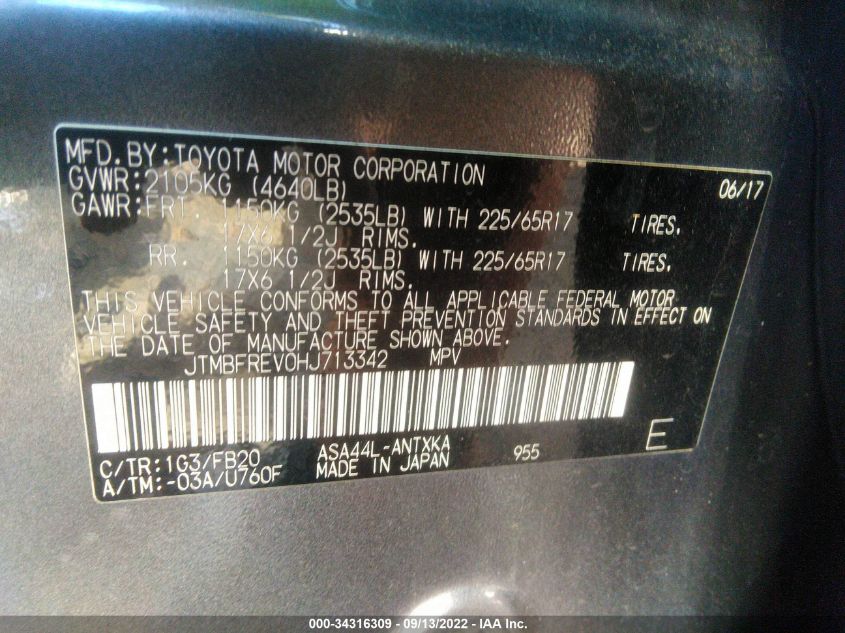 MFD.BY:TOYOTA MOTOR CORPORATION 06/17
GVWR:2105KG (4640LB)
GAWR:FRT. 1150KG (2535LB) WITH 225/65R17 TIRES.
17X6 1/2J RIMS.
RR. 1150KG (2535LB) WITH 225/65R17 TIRES.
17X6 1/2J RIMS.
THIS VEHICLE CONFORMS TO ALL APPLICABLE FEDERAL MOTOR
VEHICLE SAFETY AND THEFT PREVENTION STANDARDS IN EFFECT ON
THE DATE OF MANUFACTURE SHOWN ABOVE.
JTMBFREV0HJ713342 MPV
C/TR:1G3/FB20 ASA44L-ANTXKA 955 E
A/TM:-03A/U760F MADE IN JAPAN
000-34316309 - 09/13/2022 - IAA Inc.